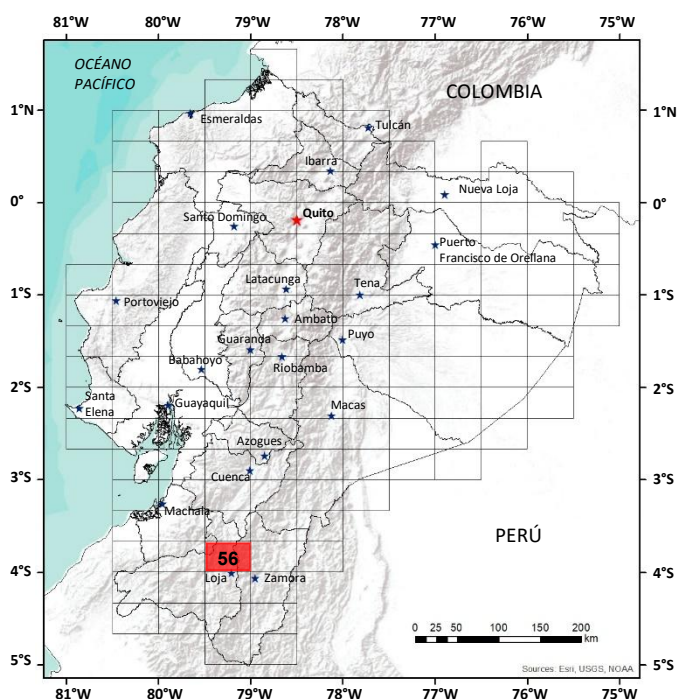 81°W 80°W 79°W 78°W 77°W 76°W 75°W
OCÉANO
PACÍFICO
COLOMBIA
1°N
1°N
Esmeraldas
Tulcán
Ibarra
Nueva Loja
0°
0°
Santo Domingo
Quito
Puerto
Francisco de Orellana
Latacunga
Tena
1°S
1°S
Portoviejo
Ambato
Guaranda
Puyo
Babahoyo
Riobamba
2°S
2°S
Santa
Elena
Guayaquil
Macas
Azogues
Cuenca
3°S
3°S
Machala
PERÚ
56
4°S
4°S
Loja
Zamora
0 25 50 100 150 200
km
5°S
5°S
Sources: Esri, USGS, NOAA
81°W 80°W 79°W 78°W 77°W 76°W 75°W